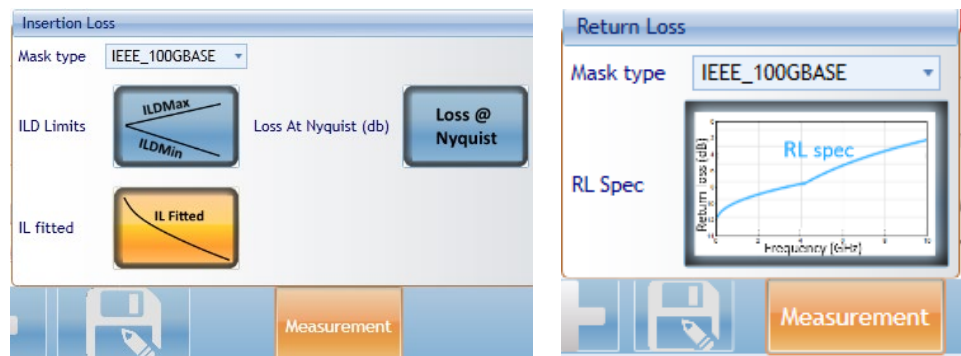 Insertion Loss
Mask type IEEE_100GBASE
ILD Limits
ILDMax
ILDMin
Loss At Nyquist (db)
Loss @
Nyquist
IL fitted
IL Fitted
Measurement
Return Loss
Mask type IEEE_100GBASE
RL Spec
RL spec
Return loss (dB)
Frequency (GHz)
Measurement